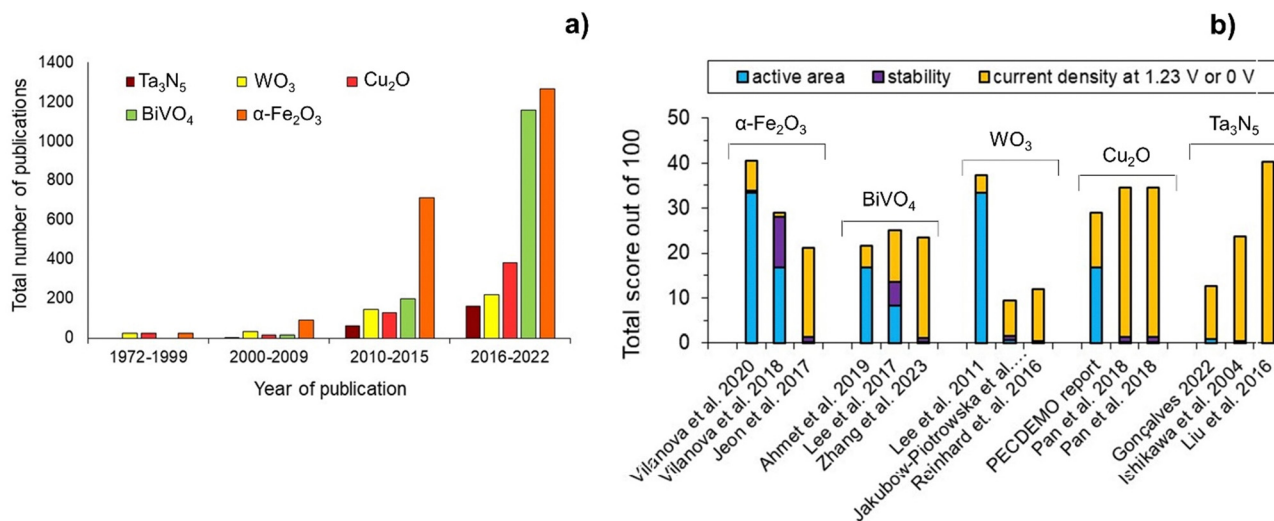 a)
1400
1200
1000
800
600
400
200
0
Total number of publications
Ta₃N₅ WO₃ Cu₂O
BiVO₄ α-Fe₂O₃
1972-1999 2000-2009 2010-2015 2016-2022
Year of publication
b)
active area stability current density at 1.23 V or 0 V
50
40
30
20
10
0
Total score out of 100
α-Fe₂O₃
BiVO₄
WO₃
Cu₂O
Ta₃N₅
Vilanova et al. 2020
Vilanova et al. 2018
Jeon et al. 2017
Ahmet et al. 2019
Lee et al. 2017
Zhang et al. 2023
Lee et al. 2011
Jakubow-Piotrowska et al....
Reinhard et. al. 2016
PECDEMO report
Pan et al. 2018
Pan et al. 2018
Gonçalves 2022
Ishikawa et al. 2004
Liu et al. 2016